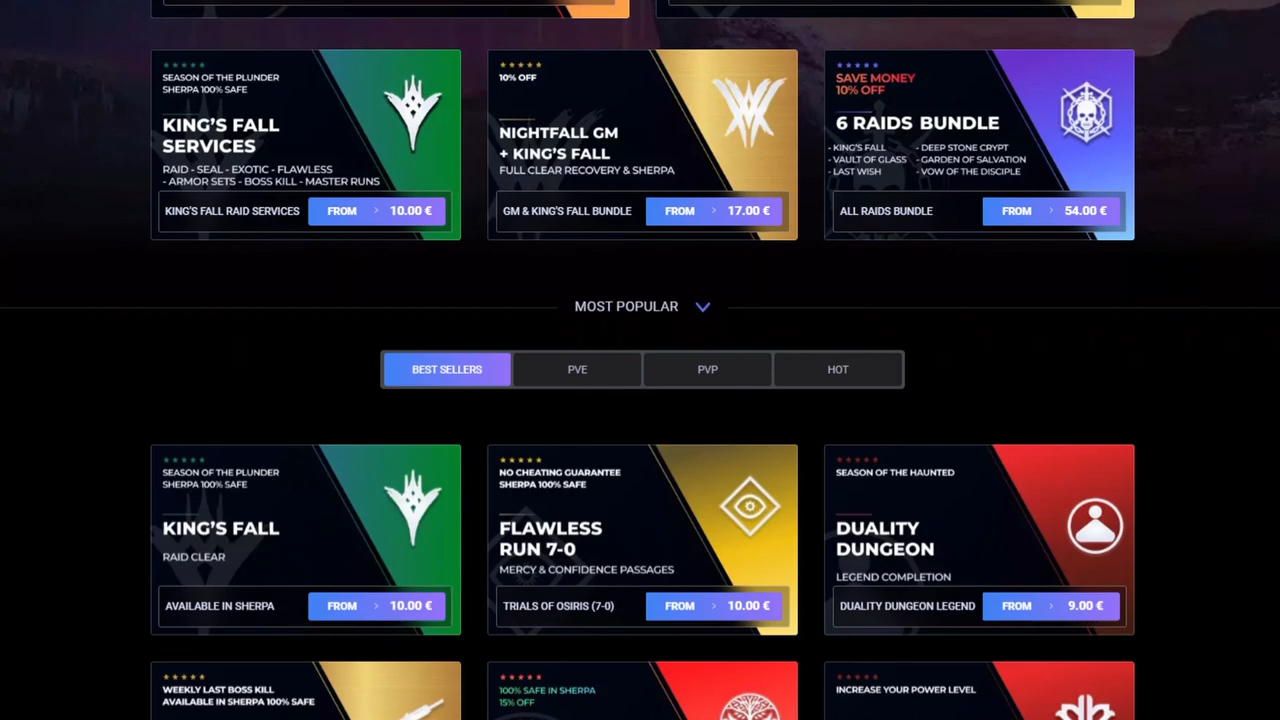 SEASON OF THE PLUNDER
SHERPA 100% SAFE
KING'S FALL
SERVICES
RAID - SEAL - EXOTIC - FLAWLESS
- ARMOR SETS - BOSS KILL - MASTER RUNS
KING'S FALL RAID SERVICES FROM > 10.00 €
10% OFF
NIGHTFALL GM
+ KING'S FALL
FULL CLEAR RECOVERY & SHERPA
GM & KING'S FALL BUNDLE FROM > 17.00 €
SAVE MONEY
10% OFF
6 RAIDS BUNDLE
- KING'S FALL - DEEP STONE CRYPT
- VAULT OF GLASS - GARDEN OF SALVATION
- LAST WISH - VOW OF THE DISCIPLE
ALL RAIDS BUNDLE FROM > 54.00 €
MOST POPULAR
BEST SELLERS PVE PVP HOT
SEASON OF THE PLUNDER
SHERPA 100% SAFE
KING'S FALL
RAID CLEAR
AVAILABLE IN SHERPA FROM > 10.00 €
NO CHEATING GUARANTEE
SHERPA 100% SAFE
FLAWLESS
RUN 7-0
MERCY & CONFIDENCE PASSAGES
TRIALS OF OSIRIS (7-0) FROM > 10.00 €
SEASON OF THE HAUNTED
DUALITY
DUNGEON
LEGEND COMPLETION
DUALITY DUNGEON LEGEND FROM > 9.00 €
WEEKLY LAST BOSS KILL
AVAILABLE IN SHERPA 100% SAFE
100% SAFE IN SHERPA
15% OFF
INCREASE YOUR POWER LEVEL